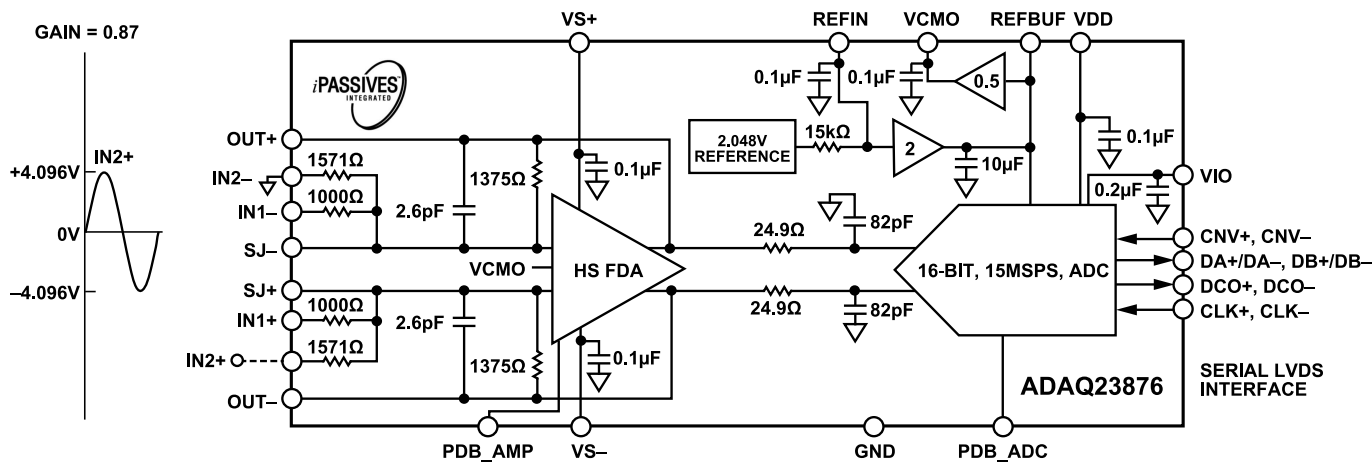 GAIN = 0.87
IN2+
+4.096V
0V
–4.096V
iPASSIVES™
INTEGRATED
VS+
REFIN
VCMO
REFBUF
VDD
0.1µF
0.1µF
0.5
0.1µF
2.048V
REFERENCE
15kΩ
2
10µF
0.2µF
VIO
OUT+
1571Ω
IN2–
1000Ω
IN1–
SJ–
2.6pF
1375Ω
0.1µF
VCMO
HS FDA
24.9Ω
82pF
24.9Ω
82pF
16-BIT, 15MSPS, ADC
CNV+, CNV–
DA+/DA–, DB+/DB–
DCO+, DCO–
CLK+, CLK–
SJ+
1000Ω
IN1+
1571Ω
IN2+
2.6pF
1375Ω
0.1µF
OUT–
ADAQ23876
SERIAL LVDS
INTERFACE
PDB_AMP
VS–
GND
PDB_ADC